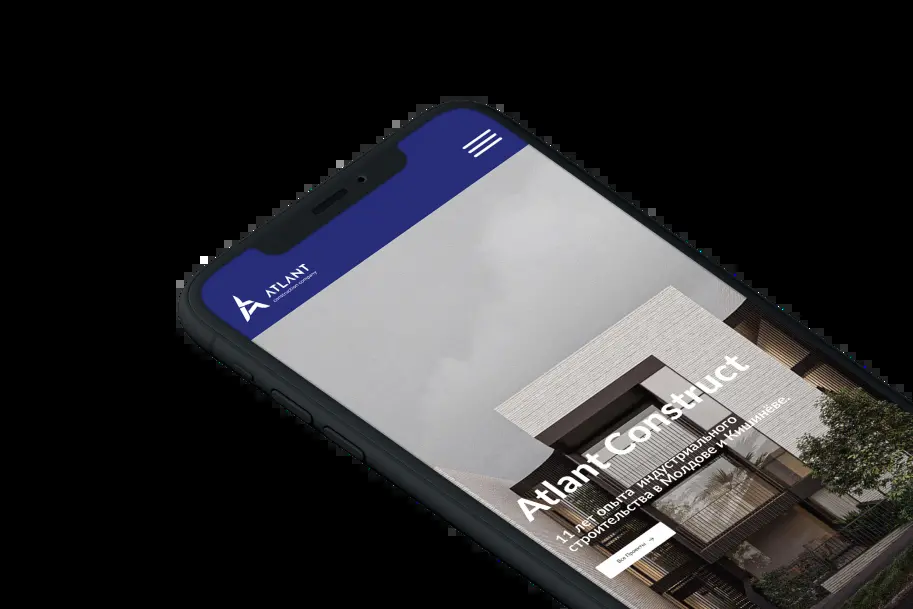 ATLANT
construction company
Atlant Construct
11 лет опыта индустриального
строительства в Молдове и Кишинёве.
Все Проекты →